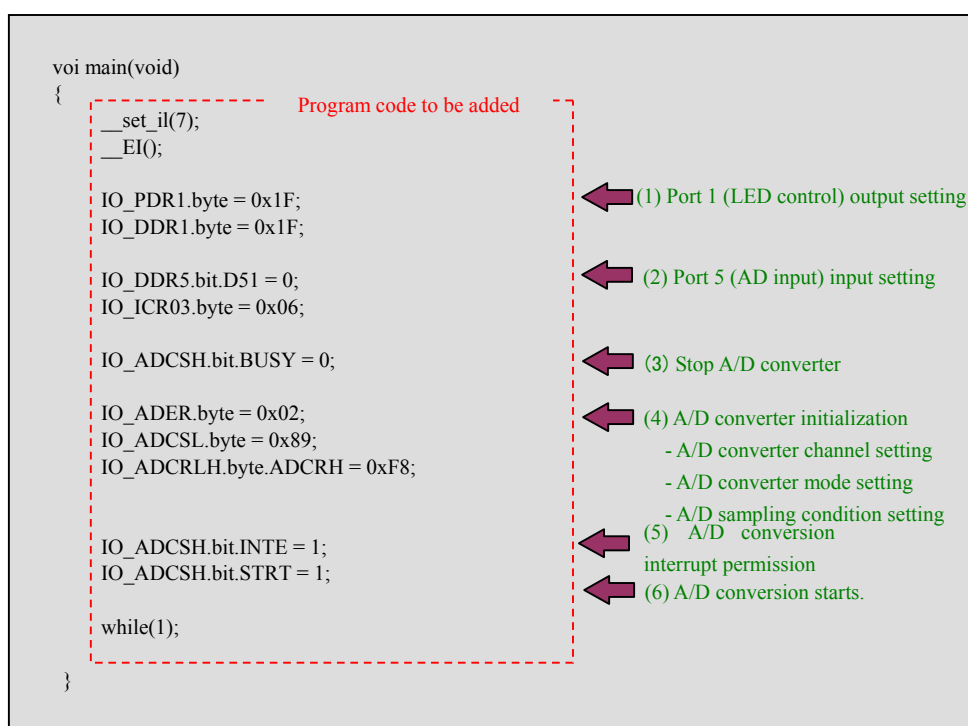 voi main(void)
{
Program code to be added
__set_il(7);
__EI();
IO_PDR1.byte = 0x1F;
(1) Port 1 (LED control) output setting
IO_DDR1.byte = 0x1F;
IO_DDR5.bit.D51 = 0;
(2) Port 5 (AD input) input setting
IO_ICR03.byte = 0x06;
IO_ADCSH.bit.BUSY = 0;
(3) Stop A/D converter
IO_ADER.byte = 0x02;
(4) A/D converter initialization
IO_ADCSL.byte = 0x89;
- A/D converter channel setting
IO_ADCRLH.byte.ADCRH = 0xF8;
- A/D converter mode setting
- A/D sampling condition setting
(5) A/D conversion
IO_ADCSH.bit.INTE = 1;
interrupt permission
IO_ADCSH.bit.STRT = 1;
(6) A/D conversion starts.
while(1);
}